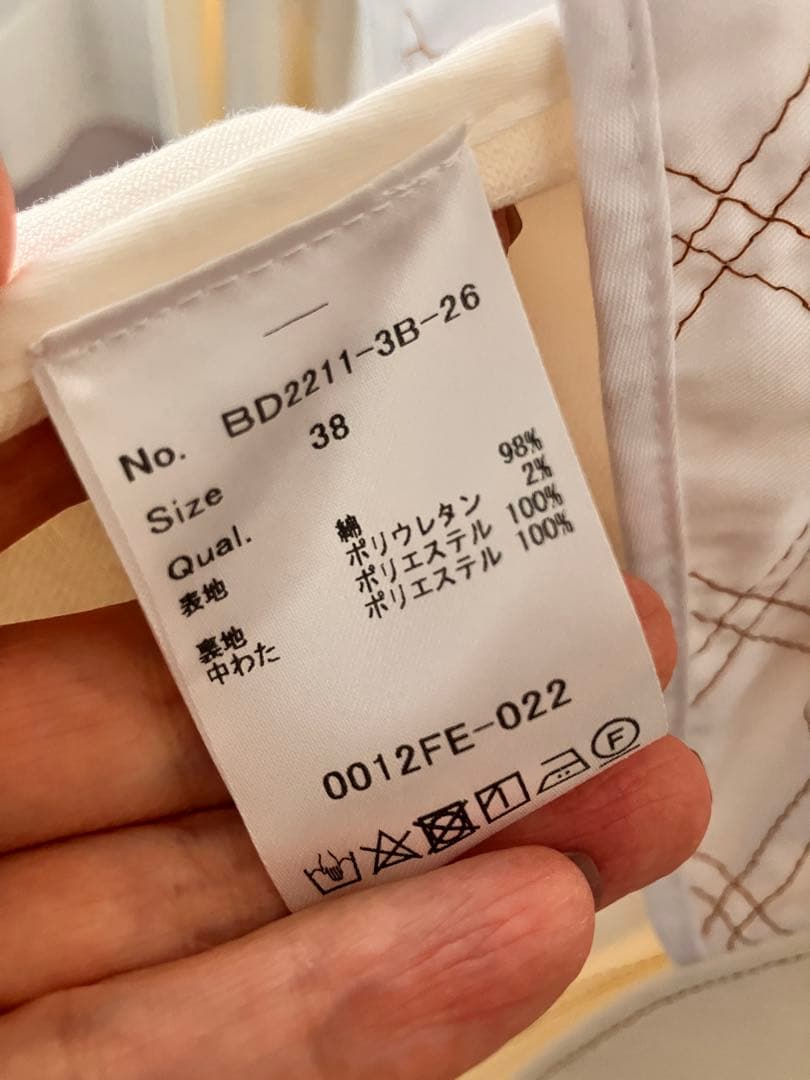 No. BD2211-3B-26
Size 38
Qual.
表地 綿 98%
ポリウレタン 2%
裏地 ポリエステル 100%
中わた ポリエステル 100%
0012FE-022
F